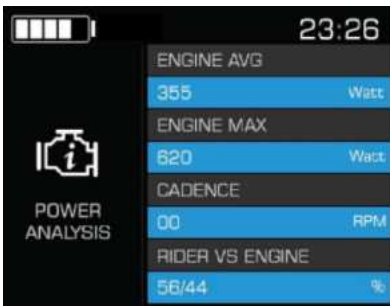 23:26
ENGINE AVG
355 Watt
ENGINE MAX
620 Watt
CADENCE
00 RPM
RIDER VS ENGINE
56/44 %
i
POWER
ANALYSIS